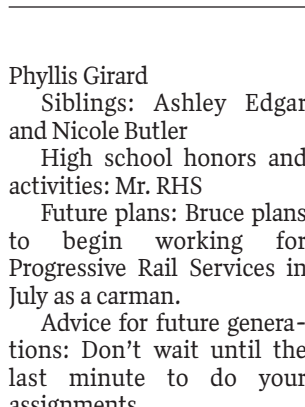 Phyllis Girard
Siblings: Ashley Edgar
and Nicole Butler
High school honors and
activities: Mr. RHS
Future plans: Bruce plans
to begin working for
Progressive Rail Services in
July as a carman.
Advice for future genera-
tions: Don’t wait until the
last minute to do your
assignments